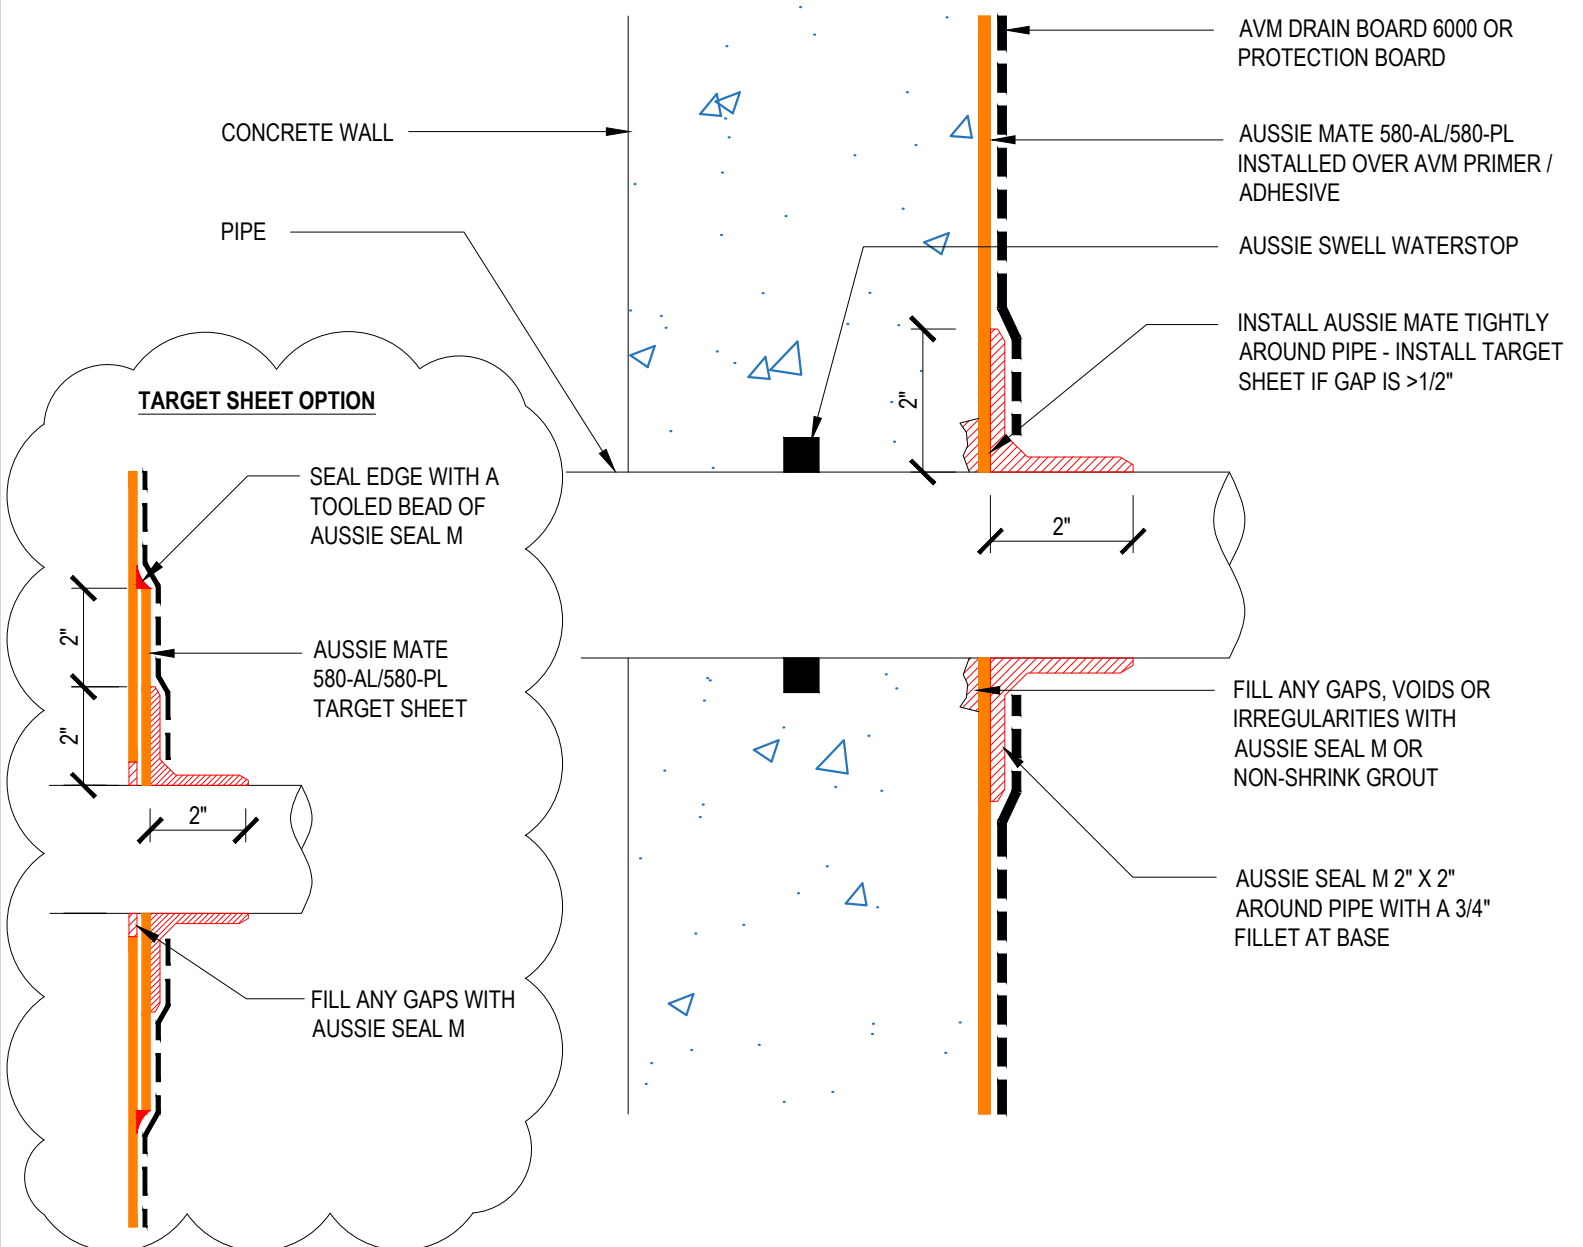 AVM DRAIN BOARD 6000 OR
PROTECTION BOARD
CONCRETE WALL
AUSSIE MATE 580-AL/580-PL
INSTALLED OVER AVM PRIMER /
ADHESIVE
PIPE
AUSSIE SWELL WATERSTOP
INSTALL AUSSIE MATE TIGHTLY
AROUND PIPE - INSTALL TARGET
SHEET IF GAP IS >1/2"
2"
2"
FILL ANY GAPS, VOIDS OR
IRREGULARITIES WITH
AUSSIE SEAL M OR
NON-SHRINK GROUT
AUSSIE SEAL M 2" X 2"
AROUND PIPE WITH A 3/4"
FILLET AT BASE
TARGET SHEET OPTION
SEAL EDGE WITH A
TOOLED BEAD OF
AUSSIE SEAL M
2"
AUSSIE MATE
580-AL/580-PL
TARGET SHEET
2"
2"
FILL ANY GAPS WITH
AUSSIE SEAL M